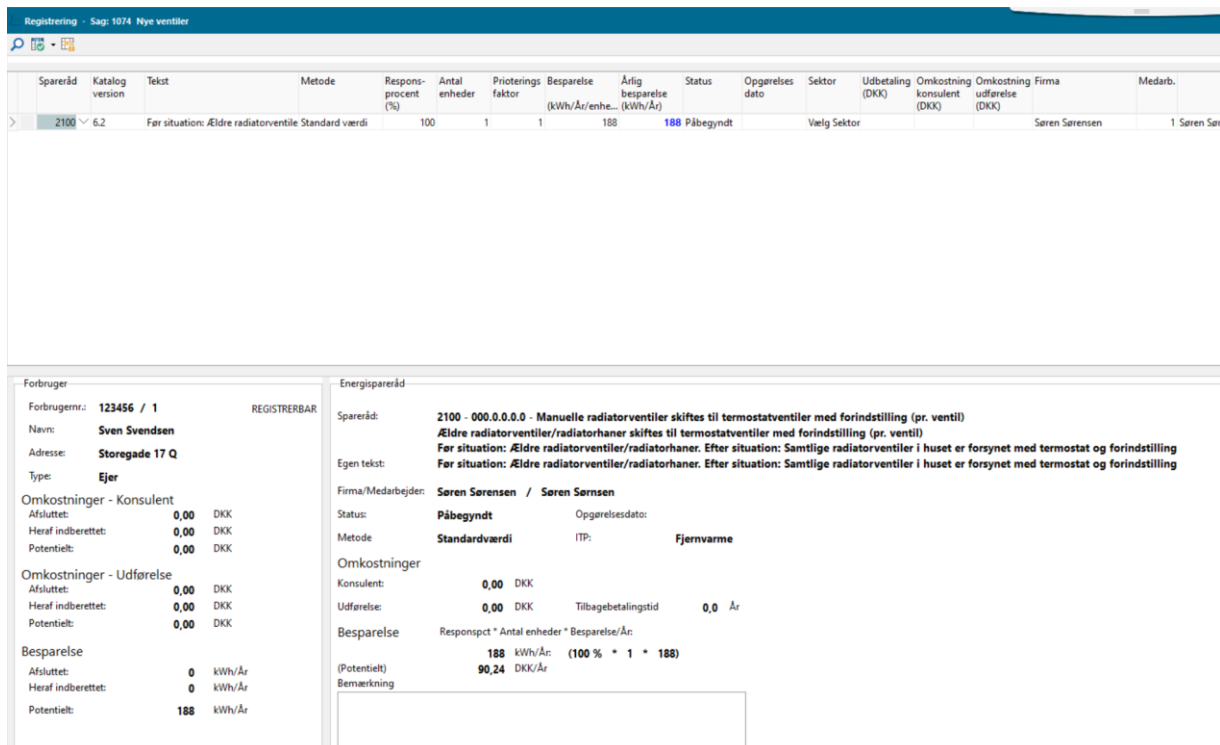 Registrering - Sag: 1074 Nye ventiler
Spareråd Katalog version Tekst Metode Respons-procent (%) Antal enheder Prioterings faktor Besparelse (kWh/År/enhe... Årlig besparelse (kWh/År) Status Opgørelses dato Sektor Udbetaling (DKK) Omkostning konsulent (DKK) Omkostning udførelse (DKK) Firma Medarb.
2100 6.2 Før situation: Ældre radiatorventile Standard værdi 100 1 1 188 188 Påbegyndt Vælg Sektor Søren Sørensen 1 Søren Sør
Forbruger
Forbrugernr.: 123456 / 1 REGISTRERBAR
Navn: Sven Svendsen
Adresse: Storegade 17 Q
Type: Ejer
Omkostninger - Konsulent
Afsluttet: 0,00 DKK
Heraf indberettet: 0,00 DKK
Potentielt: 0,00 DKK
Omkostninger - Udførelse
Afsluttet: 0,00 DKK
Heraf indberettet: 0,00 DKK
Potentielt: 0,00 DKK
Besparelse
Afsluttet: 0 kWh/År
Heraf indberettet: 0 kWh/År
Potentielt: 188 kWh/År
Energispareråd
Spareråd: 2100 - 000.0.0.0.0 - Manuelle radiatorventiler skiftes til termostatventiler med forindstilling (pr. ventil)
Ældre radiatorventiler/radiatorhaner skiftes til termostatventiler med forindstilling (pr. ventil)
Før situation: Ældre radiatorventiler/radiatorhaner. Efter situation: Samtlige radiatorventiler i huset er forsynet med termostat og forindstilling
Egen tekst: Før situation: Ældre radiatorventiler/radiatorhaner. Efter situation: Samtlige radiatorventiler i huset er forsynet med termostat og forindstilling
Firma/Medarbejder: Søren Sørensen / Søren Sørnsen
Status: Påbegyndt Opgørelsesdato:
Metode Standardværdi ITP: Fjernvarme
Omkostninger
Konsulent: 0,00 DKK
Udførelse: 0,00 DKK Tilbagebetalingstid 0,0 År
Besparelse Responspct * Antal enheder * Besparelse/År:
188 kWh/År: (100 % * 1 * 188)
(Potentielt) 90,24 DKK/År
Bemærkning